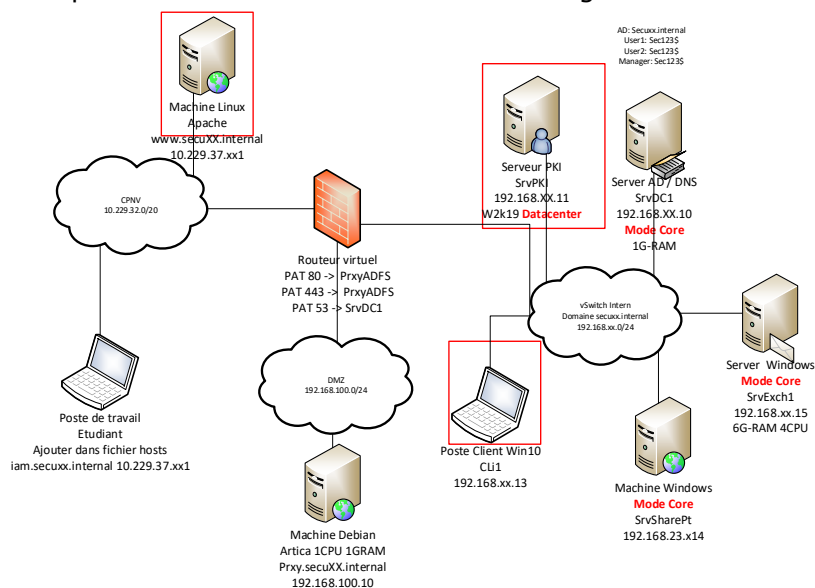 AD: Secuxx.internal
User1: Sec123$
User2: Sec123$
Manager: Sec123$
Machine Linux
Apache
www.secuXX.internal
10.229.37.xx1
Serveur PKI
SrvPKI
192.168.XX.11
W2k19 Datacenter
Server AD / DNS
SrvDC1
192.168.XX.10
Mode Core
1G-RAM
CPNV
10.229.32.0/20
Routeur virtuel
PAT 80 -> PrxyADFS
PAT 443 -> PrxyADFS
PAT 53 -> SrvDC1
vSwitch Intern
Domaine secuxx.internal
192.168.xx.0/24
Server Windows
Mode Core
SrvExch1
192.168.xx.15
6G-RAM 4CPU
DMZ
192.168.100.0/24
Poste de travail
Etudiant
Ajouter dans fichier hosts
iam.secuxx.internal 10.229.37.xx1
Poste Client Win10
CLi1
192.168.xx.13
Machine Windows
Mode Core
SrvSharePt
192.168.23.x14
Machine Debian
Artica 1CPU 1GRAM
Prxy.secuXX.internal
192.168.100.10